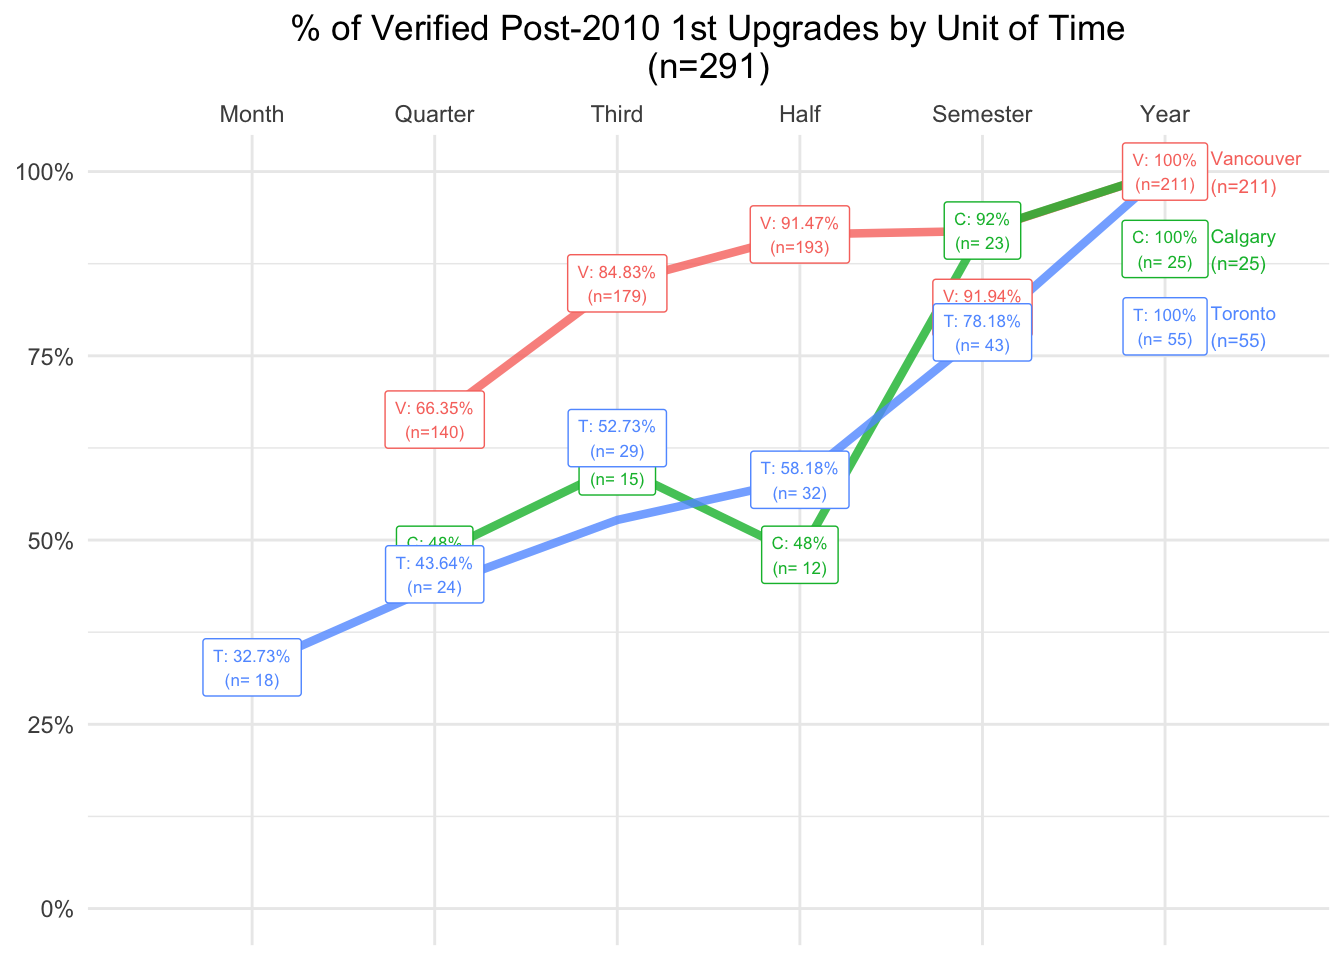 % of Verified Post-2010 1st Upgrades by Unit of Time
(n=291)
Month Quarter Third Half Semester Year
100%
75%
50%
25%
0%
V: 66.35%
(n=140)
V: 84.83%
(n=179)
V: 91.47%
(n=193)
V: 91.94%
V: 100%
(n=211)
Vancouver
(n=211)
C: 48%
(n= 15)
C: 48%
(n= 12)
C: 92%
(n= 23)
C: 100%
(n= 25)
Calgary
(n=25)
T: 32.73%
(n= 18)
T: 43.64%
(n= 24)
T: 52.73%
(n= 29)
T: 58.18%
(n= 32)
T: 78.18%
(n= 43)
T: 100%
(n= 55)
Toronto
(n=55)